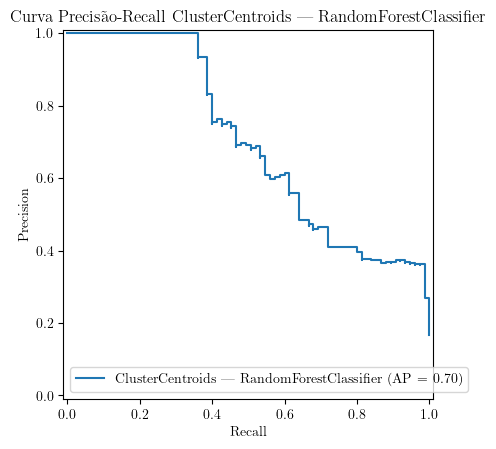 Curva Precisão-Recall ClusterCentroids — RandomForestClassifier
1.0
0.8
0.6
0.4
0.2
0.0
Precision
ClusterCentroids — RandomForestClassifier (AP = 0.70)
0.0 0.2 0.4 0.6 0.8 1.0
Recall